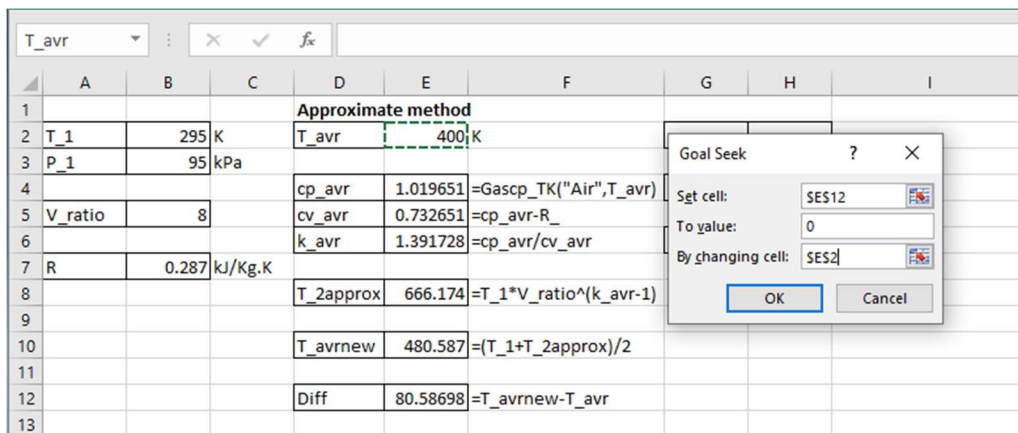 T_avr fx
A B C D E F G H I
1 Approximate method
2 T_1 295 K T_avr 400 K
3 P_1 95 kPa
4 cp_avr 1.019651 =Gascp_TK("Air",T_avr)
5 V_ratio 8 cv_avr 0.732651 =cp_avr-R_
6 k_avr 1.391728 =cp_avr/cv_avr
7 R 0.287 kJ/Kg.K
8 T_2approx 666.174 =T_1*V_ratio^(k_avr-1)
9
10 T_avrnew 480.587 =(T_1+T_2approx)/2
11
12 Diff 80.58698 =T_avrnew-T_avr
13
Goal Seek ? ×
Set cell: $E$12
To value: 0
By changing cell: $E$2
OK Cancel